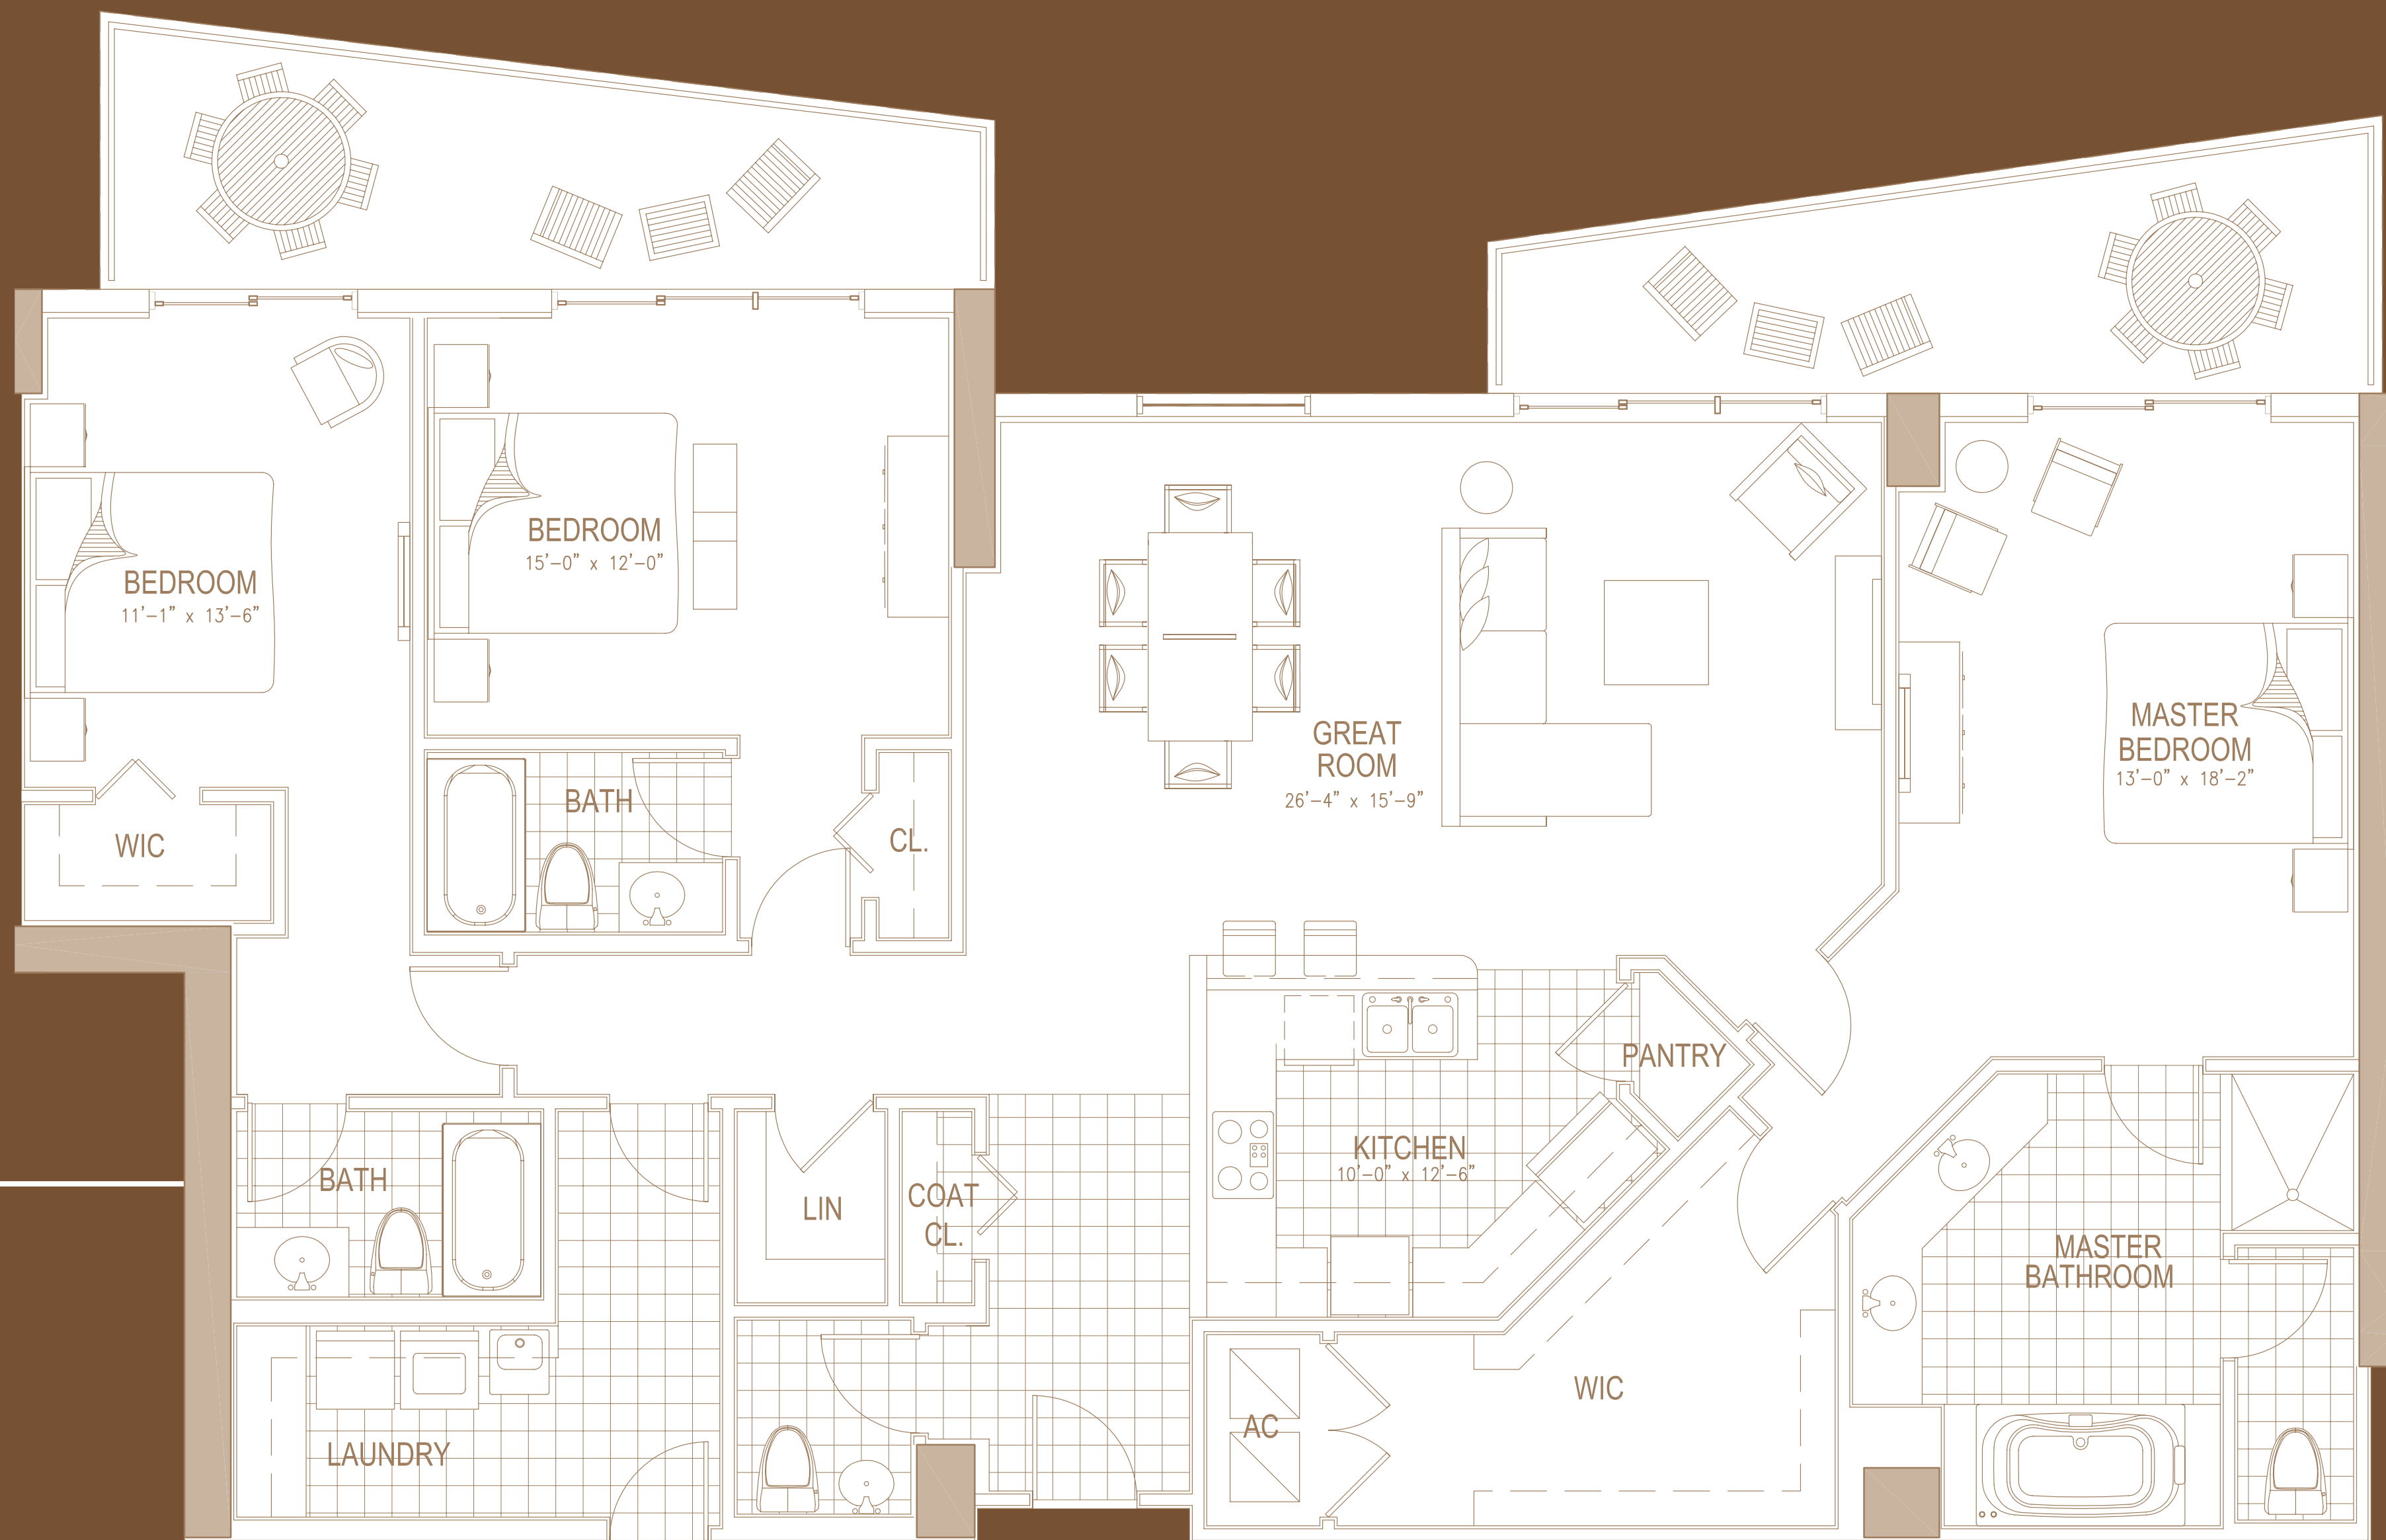 BEDROOM
11'-1" x 13'-6"
BEDROOM
15'-0" x 12'-0"
GREAT
ROOM
26'-4" x 15'-9"
MASTER
BEDROOM
13'-0" x 18'-2"
WIC
BATH
CL.
PANTRY
KITCHEN
10'-0" x 12'-6"
BATH
LIN
COAT
CL.
MASTER
BATHROOM
WIC
AC
LAUNDRY